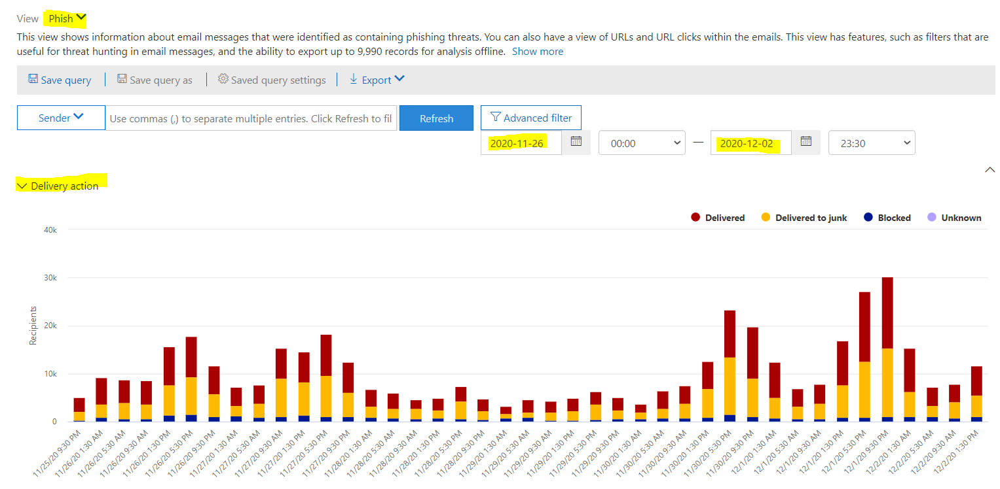 View Phish
This view shows information about email messages that were identified as containing phishing threats. You can also have a view of URLs and URL clicks within the emails. This view has features, such as filters that are
useful for threat hunting in email messages, and the ability to export up to 9,990 records for analysis offline. Show more
Save query Save query as Saved query settings Export
Sender Use commas (,) to separate multiple entries. Click Refresh to fil Refresh Advanced filter
2020-11-26 00:00 — 2020-12-02 23:30
Delivery action
Delivered Delivered to junk Blocked Unknown
40k
30k
20k
10k
0
Recipients
11/25/20 9:30 PM
11/26/20 1:30 AM
11/26/20 5:30 AM
11/26/20 9:30 AM
11/26/20 1:30 PM
11/26/20 5:30 PM
11/26/20 9:30 PM
11/27/20 1:30 AM
11/27/20 5:30 AM
11/27/20 9:30 AM
11/27/20 1:30 PM
11/27/20 5:30 PM
11/27/20 9:30 PM
11/28/20 1:30 AM
11/28/20 5:30 AM
11/28/20 9:30 AM
11/28/20 1:30 PM
11/28/20 5:30 PM
11/28/20 9:30 PM
11/29/20 1:30 AM
11/29/20 5:30 AM
11/29/20 9:30 AM
11/29/20 1:30 PM
11/29/20 5:30 PM
11/29/20 9:30 PM
11/30/20 1:30 AM
11/30/20 5:30 AM
11/30/20 9:30 AM
11/30/20 1:30 PM
11/30/20 5:30 PM
11/30/20 9:30 PM
12/1/20 1:30 AM
12/1/20 5:30 AM
12/1/20 9:30 AM
12/1/20 1:30 PM
12/1/20 5:30 PM
12/1/20 9:30 PM
12/2/20 1:30 AM
12/2/20 5:30 AM
12/2/20 9:30 AM
12/2/20 1:30 PM